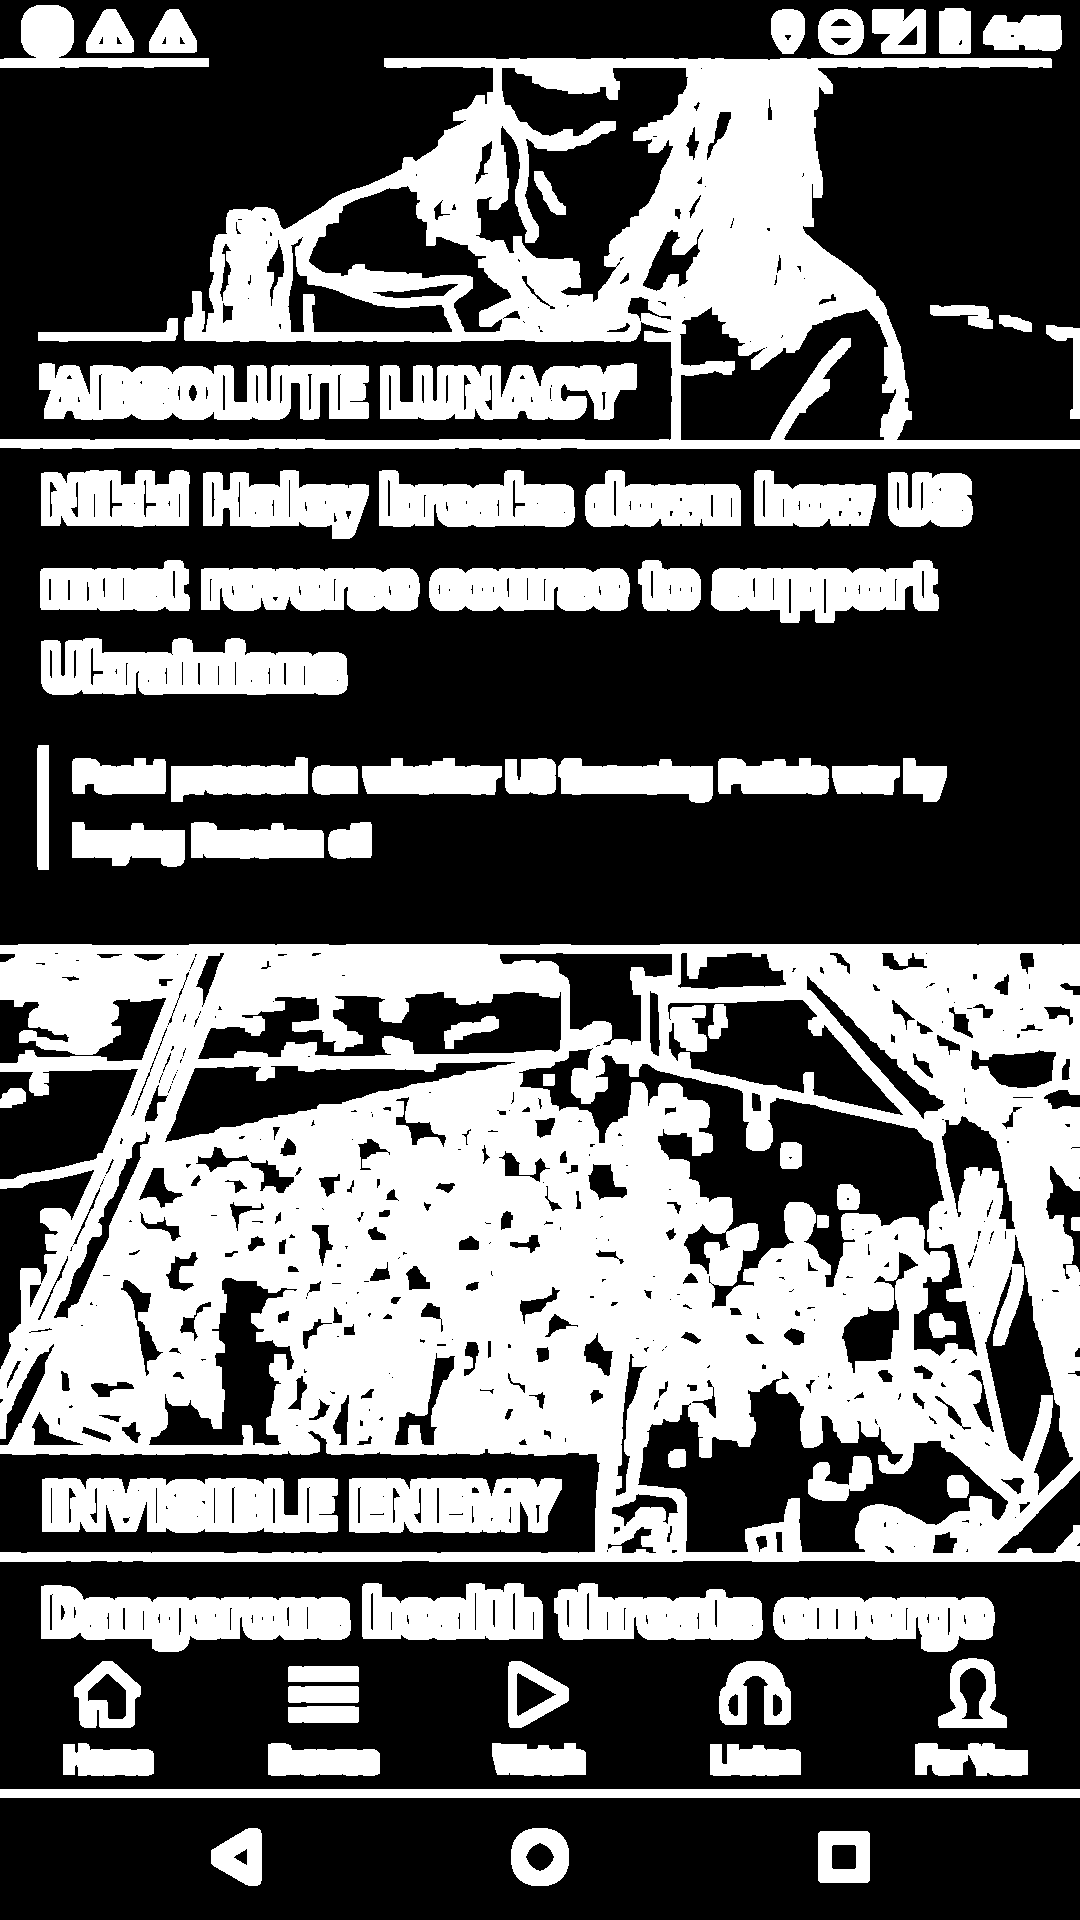 4:45
'ABSOLUTE LUNACY'
Nikki Haley breaks down how US
must reverse course to support
Ukrainians
Psaki pressed on whether US financing Putin's war by
buying Russian oil
INVISIBLE ENEMY
Dangerous health threats emerge
Home Browse Watch Listen For You